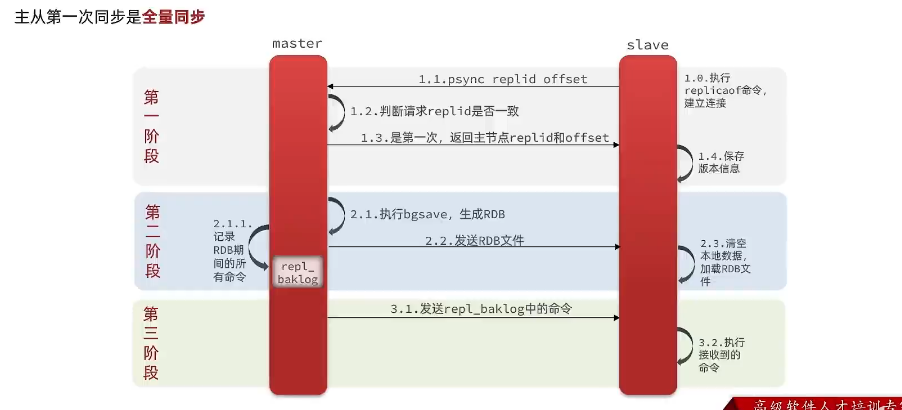 主从第一次同步是全量同步
master
slave
第一阶段
1.0.执行
replicaof命令,
建立连接
1.1.psync replid offset
1.2.判断请求replid是否一致
1.3.是第一次，返回主节点replid和offset
1.4.保存
版本信息
第二阶段
2.1.执行bgsave，生成RDB
2.1.1.
记录
RDB期
间的所
有命令
repl_
baklog
2.2.发送RDB文件
2.3.清空
本地数据，
加载RDB文
件
第三阶段
3.1.发送repl_baklog中的命令
3.2.执行
接收到的
命令
高级软件人才培训专